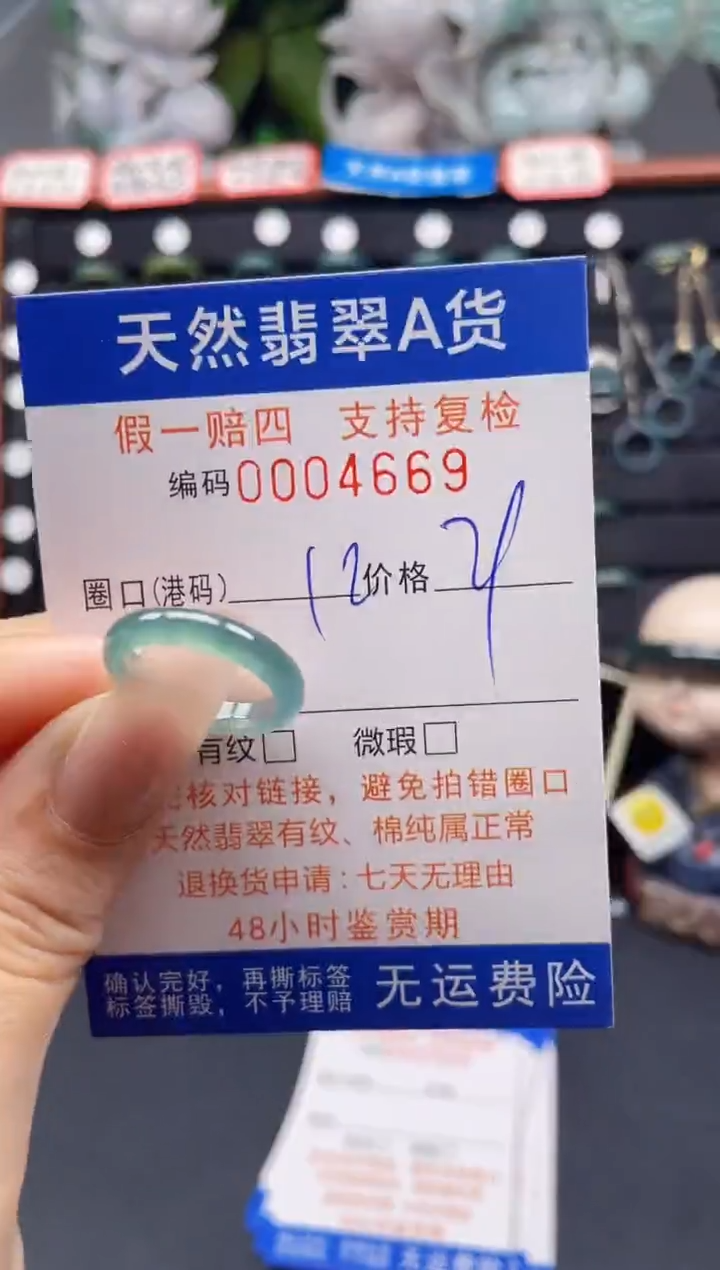 天然翡翠A货
假一赔四 支持复检
编码0004669
圈口(港码) 12 价格
有纹□ 微瑕□
核对链接，避免拍错圈口
天然翡翠有纹、棉纯属正常
退换货申请：七天无理由
48小时鉴赏期
确认完好，再撕标签
标签撕毁，不予理赔
无运费险